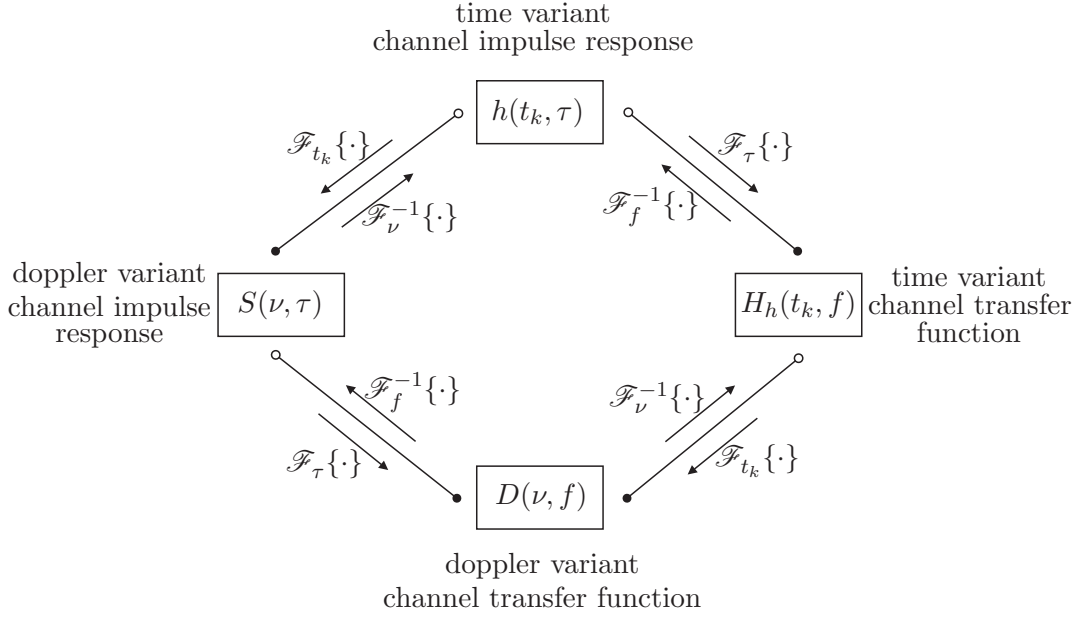 time variant
channel impulse response
h(t_k, τ)
ℱ_{t_k}{·}
ℱ_ν^{-1}{·}
ℱ_τ{·}
ℱ_f^{-1}{·}
doppler variant
channel impulse
response
S(ν, τ)
H_h(t_k, f)
time variant
channel transfer
function
ℱ_f^{-1}{·}
ℱ_τ{·}
ℱ_ν^{-1}{·}
ℱ_{t_k}{·}
D(ν, f)
doppler variant
channel transfer function